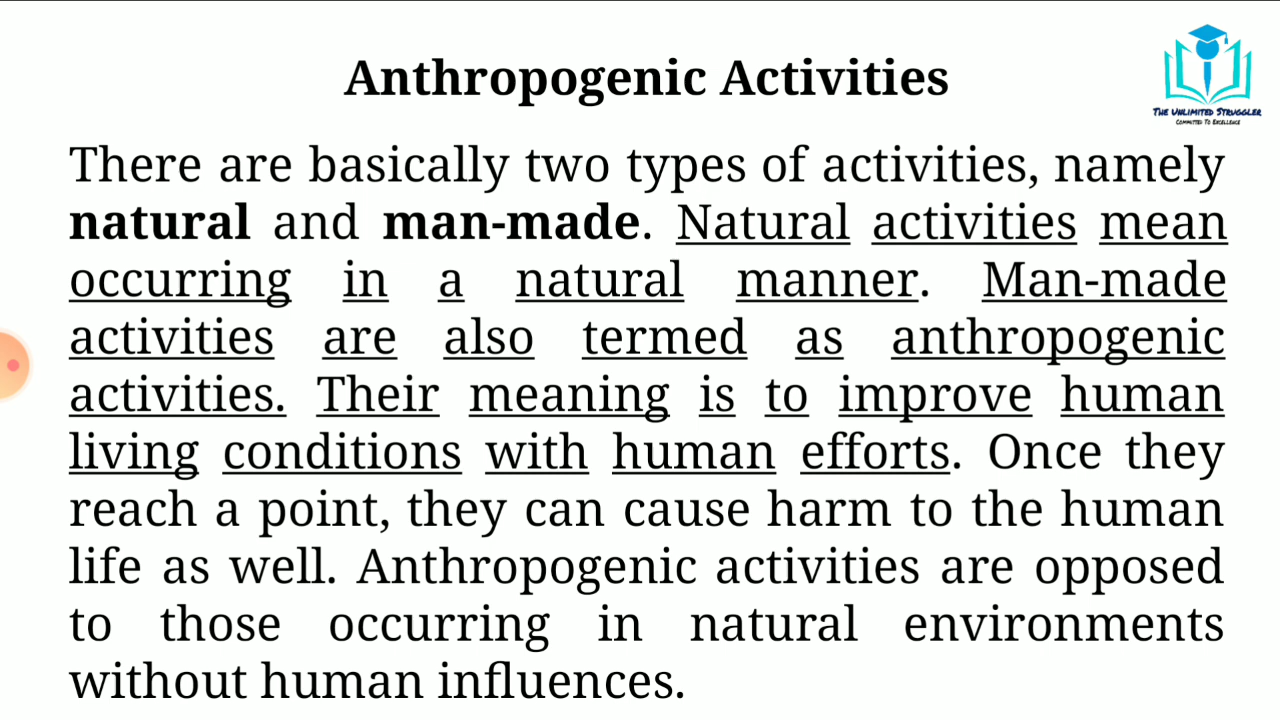 Anthropogenic Activities
THE UNLIMITED STRUGGLER
COMMITTED TO EXCELLENCE
There are basically two types of activities, namely
natural and man-made. Natural activities mean
occurring in a natural manner. Man-made
activities are also termed as anthropogenic
activities. Their meaning is to improve human
living conditions with human efforts. Once they
reach a point, they can cause harm to the human
life as well. Anthropogenic activities are opposed
to those occurring in natural environments
without human influences.